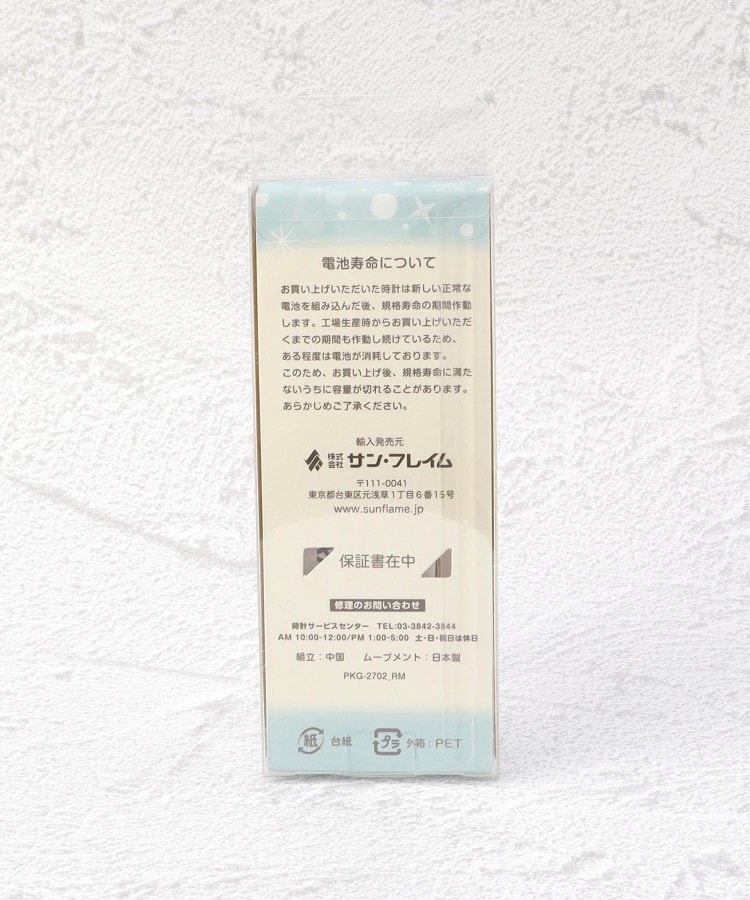 電池寿命について
お買い上げいただいた時計は新しい正常な
電池を組み込んだ後、規格寿命の期間作動
します。工場生産時からお買い上げいただ
くまでの期間も作動し続けているため、
ある程度は電池が消耗しております。
このため、お買い上げ後、規格寿命に満た
ないうちに容量が切れることがあります。
あらかじめご了承ください。
輸入発売元
株式会社 サン・フレイム
〒111-0041
東京都台東区元浅草1丁目6番15号
www.sunflame.jp
保証書在中
修理のお問い合わせ
時計サービスセンター TEL:03-3842-3844
AM 10:00-12:00/PM 1:00-5:00 土・日・祝日は休日
組立：中国 ムーブメント：日本製
PKG-2702_RM
紙 台紙 プラ 外箱：PET